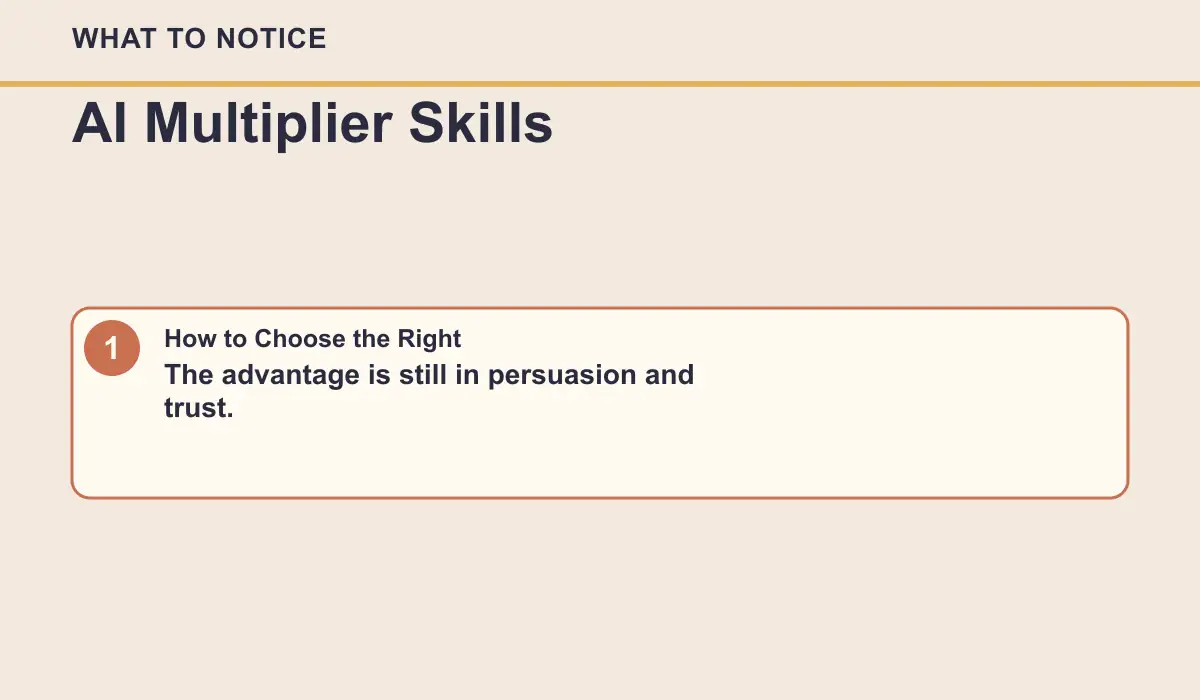 WHAT TO NOTICE
AI Multiplier Skills
1
How to Choose the Right
The advantage is still in persuasion and
trust.